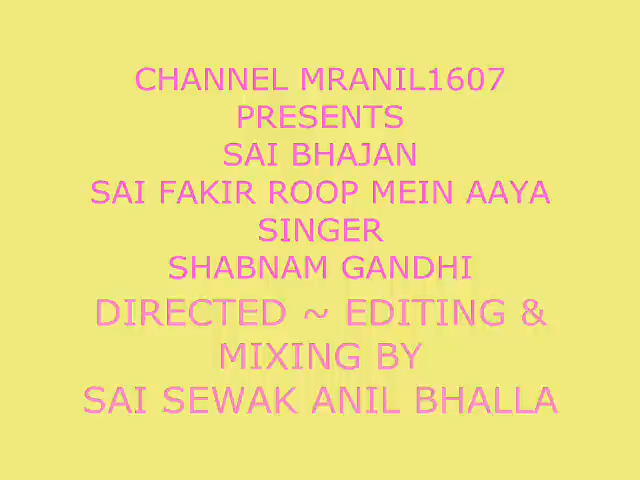 CHANNEL MRANIL1607
PRESENTS
SAI BHAJAN
SAI FAKIR ROOP MEIN AAYA
SINGER
SHABNAM GANDHI
DIRECTED ~ EDITING &
MIXING BY
SAI SEWAK ANIL BHALLA